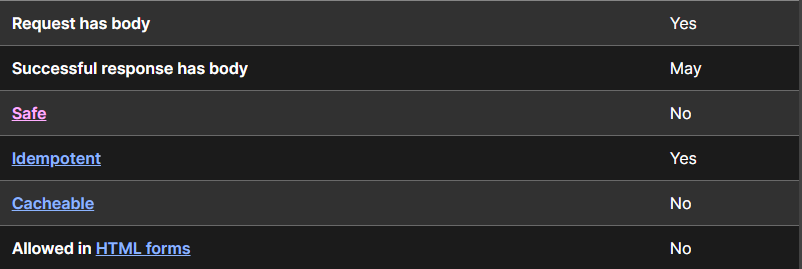 Request has body Yes
Successful response has body May
Safe No
Idempotent Yes
Cacheable No
Allowed in HTML forms No